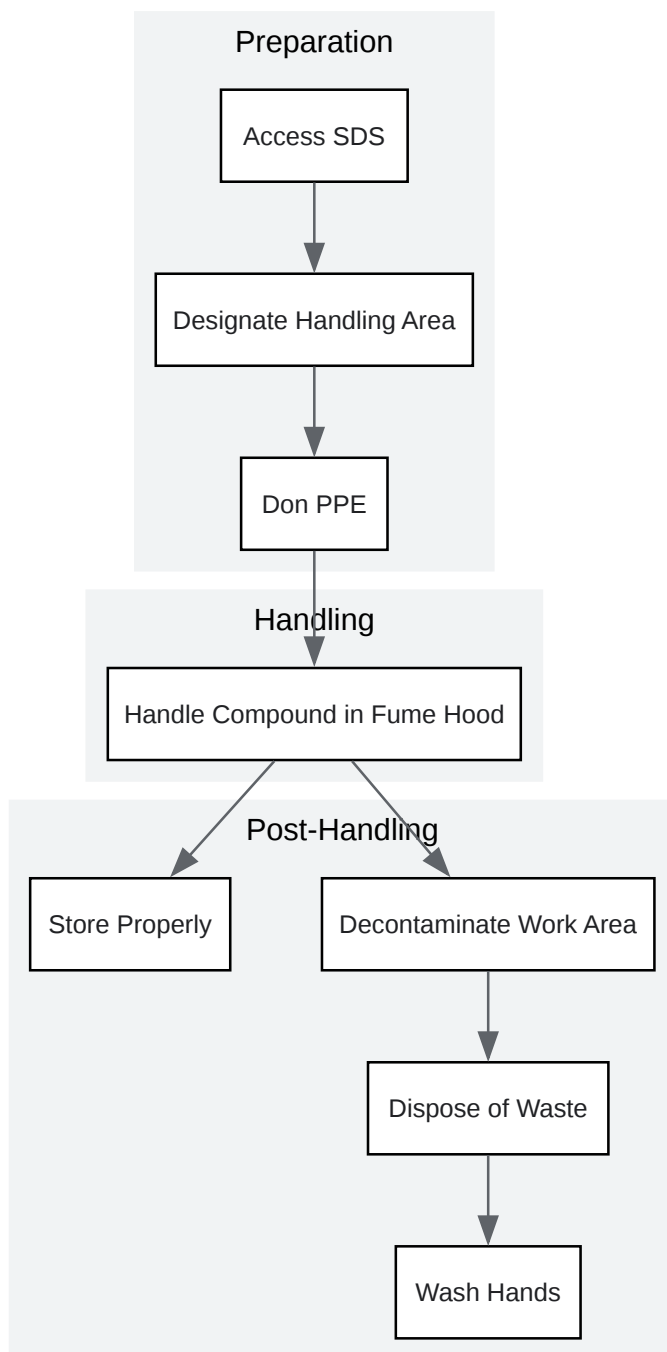 Preparation
Access SDS
Designate Handling Area
Don PPE
Handling
Handle Compound in Fume Hood
Post-Handling
Store Properly
Decontaminate Work Area
Dispose of Waste
Wash Hands